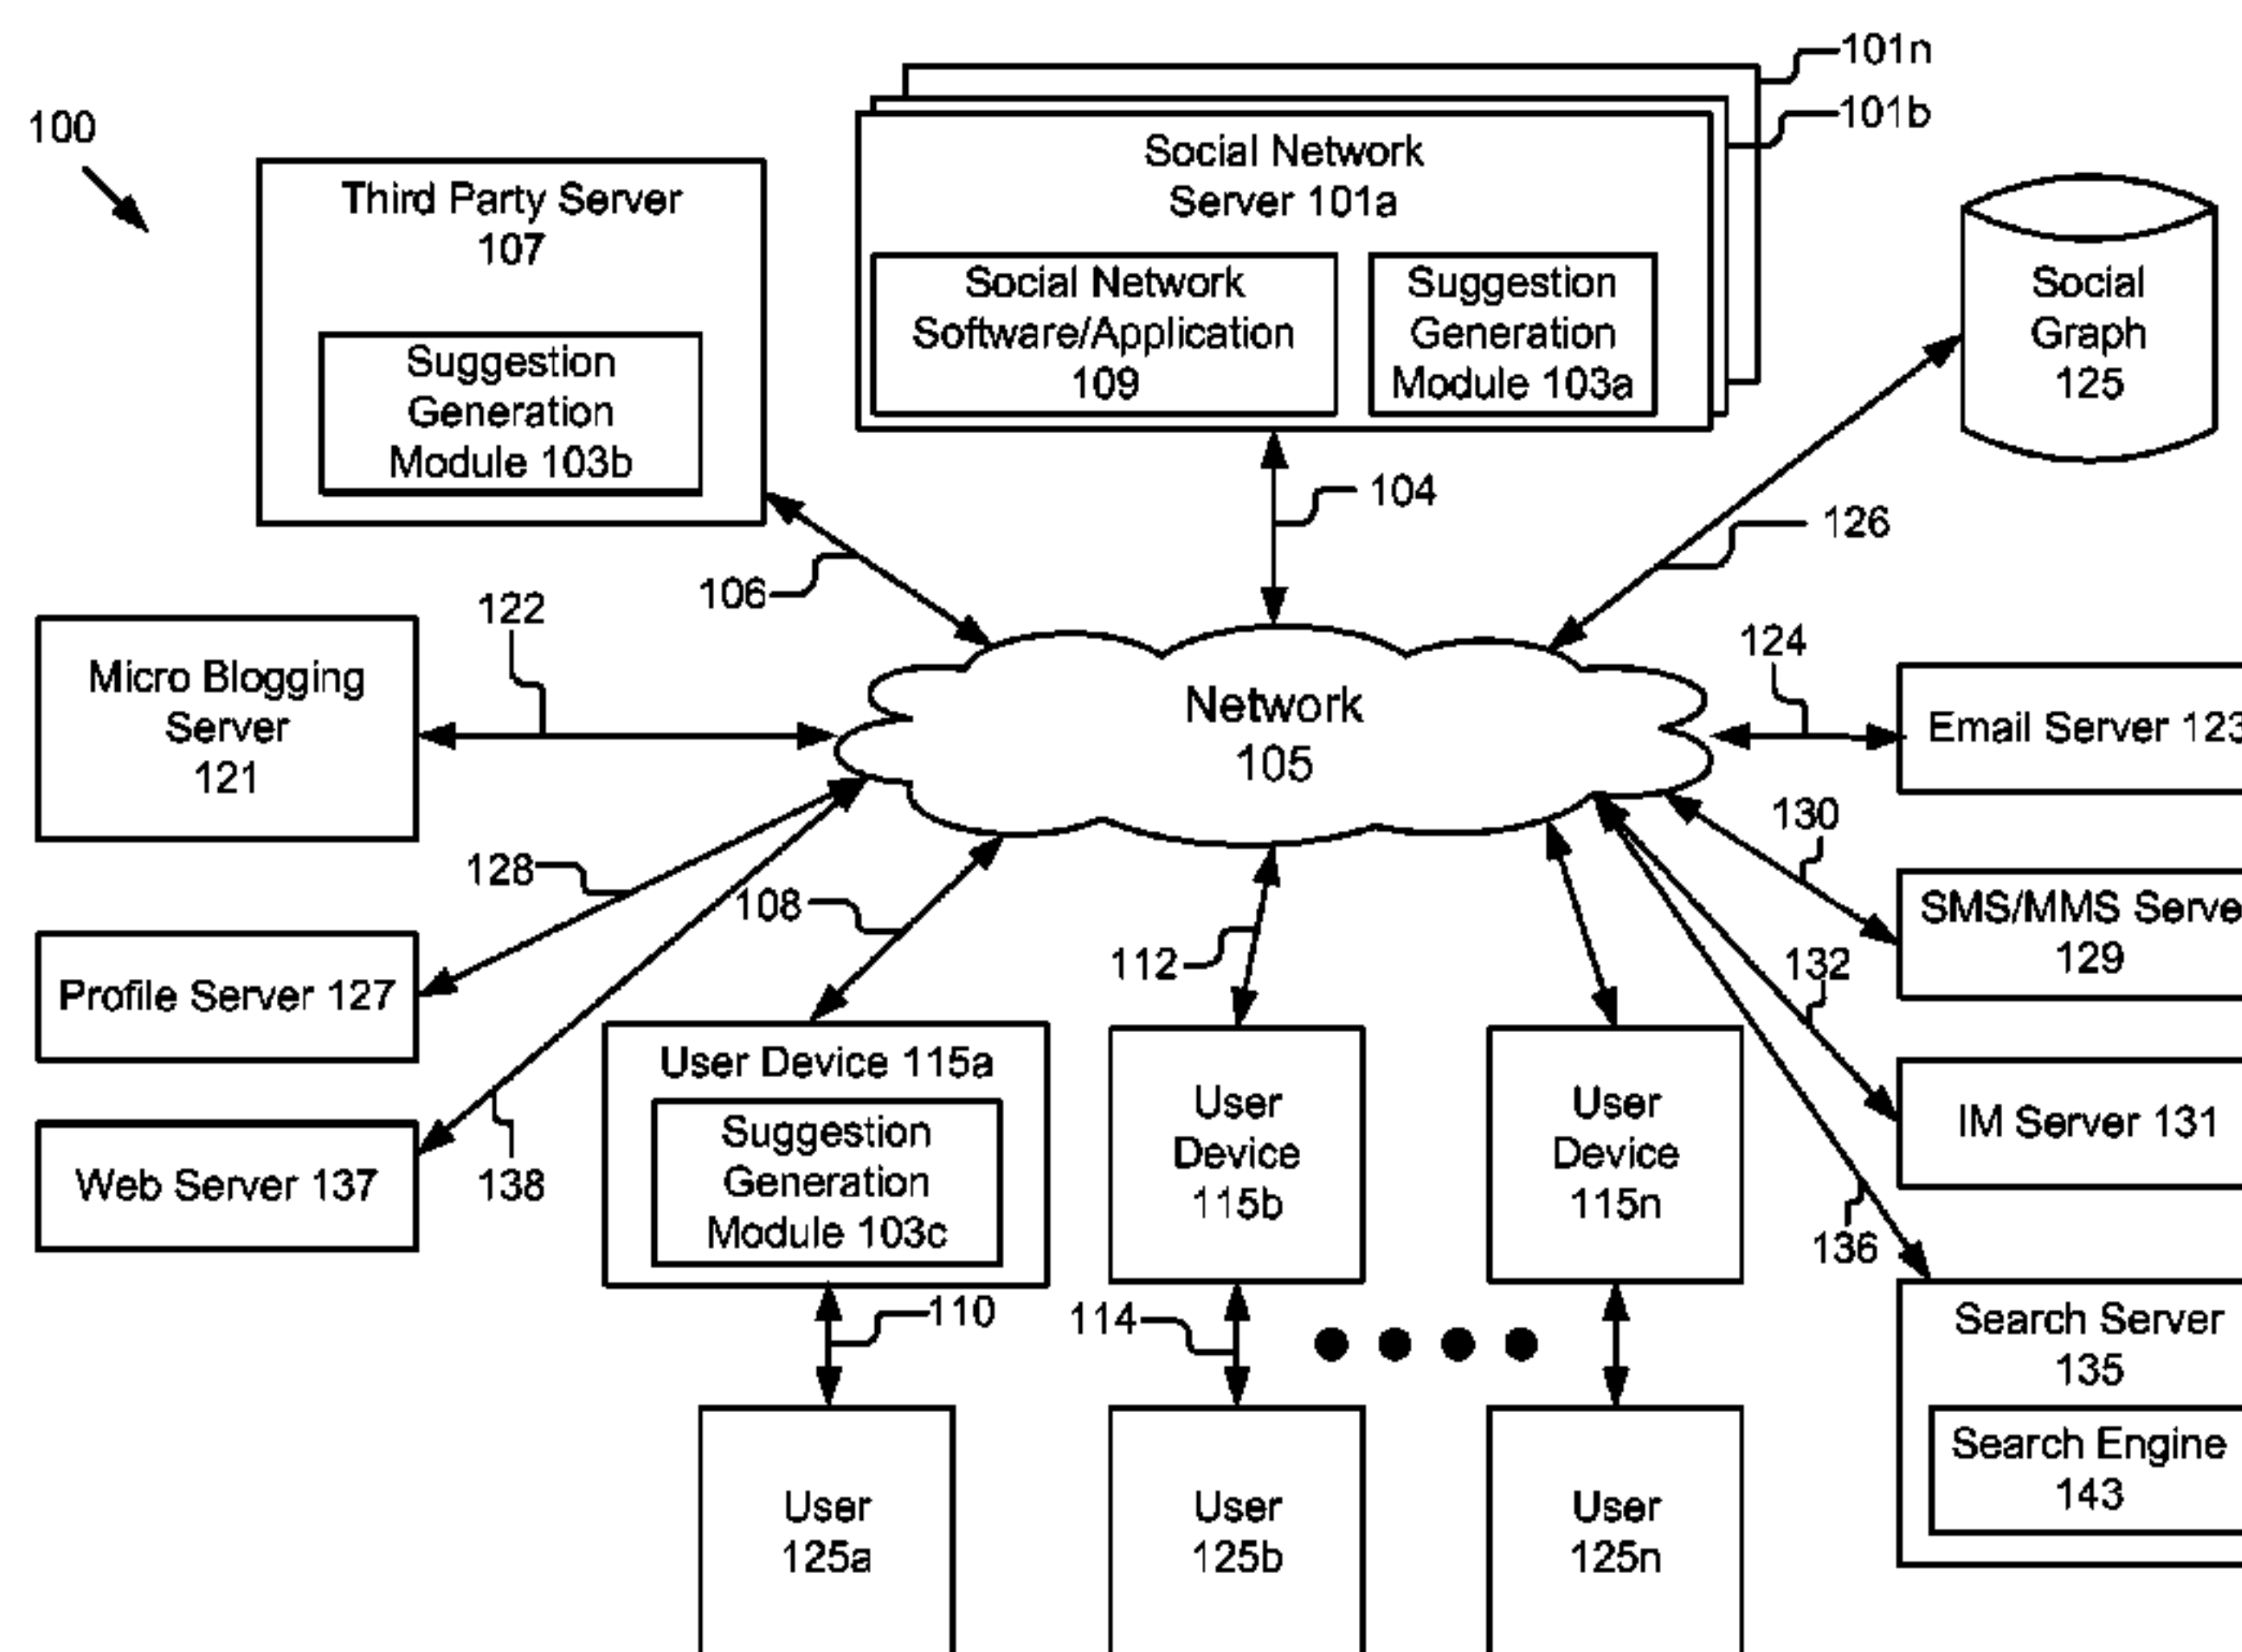 100
101n
101b
Social Network
Server 101a
Social Network
Software/Application
109
Suggestion
Generation
Module 103a
Third Party Server
107
Suggestion
Generation
Module 103b
Social
Graph
125
104
126
106
122
124
Micro Blogging
Server
121
Network
105
Email Server 123
128
108
112
130
132
SMS/MMS Serve
129
Profile Server 127
User Device 115a
Suggestion
Generation
Module 103c
User
Device
115b
User
Device
115n
IM Server 131
Web Server 137
138
136
110
114
Search Server
135
Search Engine
143
User
125a
User
125b
User
125n